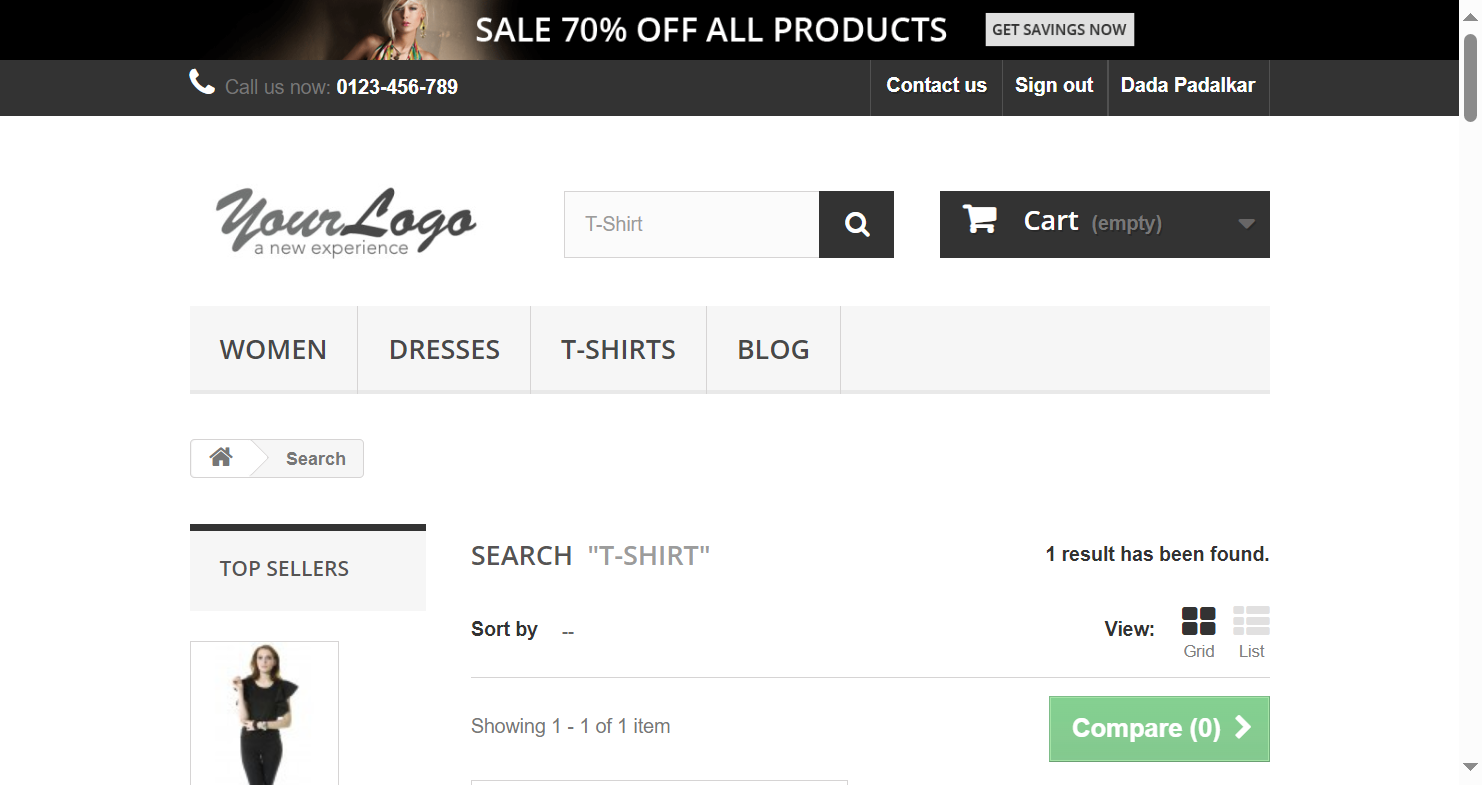 SALE 70% OFF ALL PRODUCTS GET SAVINGS NOW
Call us now: 0123-456-789 Contact us Sign out Dada Padalkar
Your Logo
a new experience
T-Shirt
Cart (empty)
WOMEN DRESSES T-SHIRTS BLOG
Search
TOP SELLERS
SEARCH "T-SHIRT" 1 result has been found.
Sort by -- View:
Grid List
Showing 1 - 1 of 1 item
Compare (0)